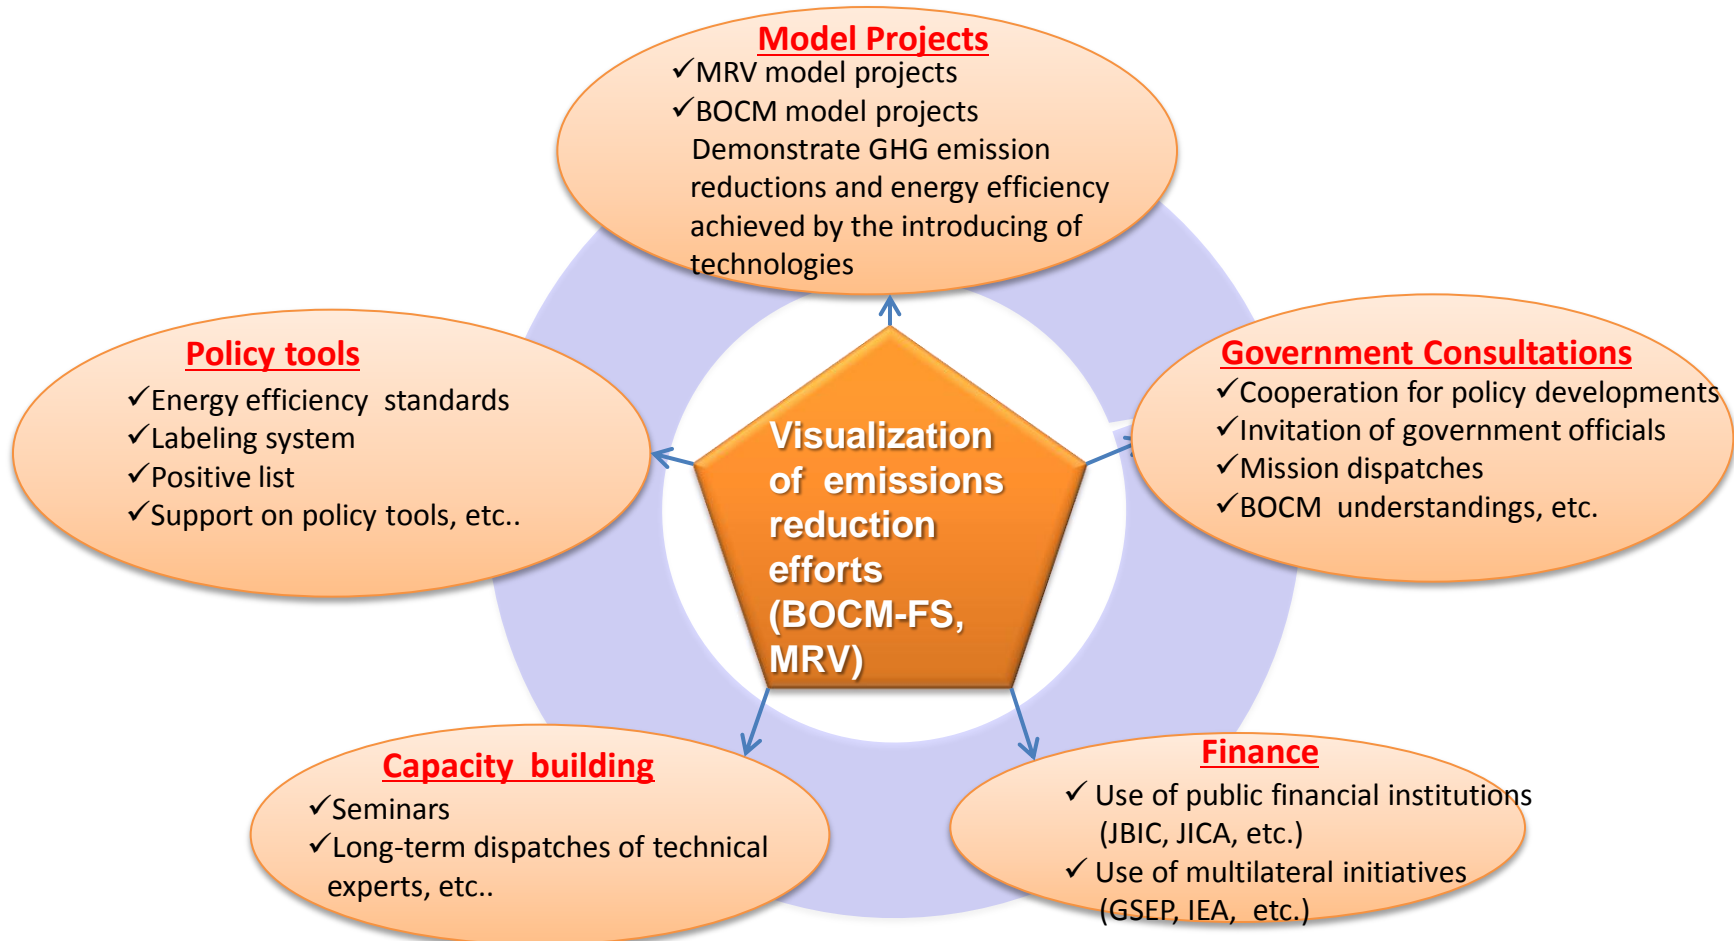 Model Projects
✓MRV model projects
✓BOCM model projects
Demonstrate GHG emission
reductions and energy efficiency
achieved by the introducing of
technologies
Policy tools
✓Energy efficiency  standards
✓Labeling system
✓Positive list
✓Support on policy tools, etc..
Government Consultations
✓Cooperation for policy developments
✓Invitation of government officials
✓Mission dispatches
✓BOCM  understandings, etc.
Visualization
of  emissions
reduction
efforts
(BOCM-FS,
MRV)
Capacity  building
✓Seminars
✓Long-term dispatches of technical
experts, etc..
Finance
✓ Use of public financial institutions
(JBIC, JICA, etc.)
✓ Use of multilateral initiatives
(GSEP, IEA,  etc.)